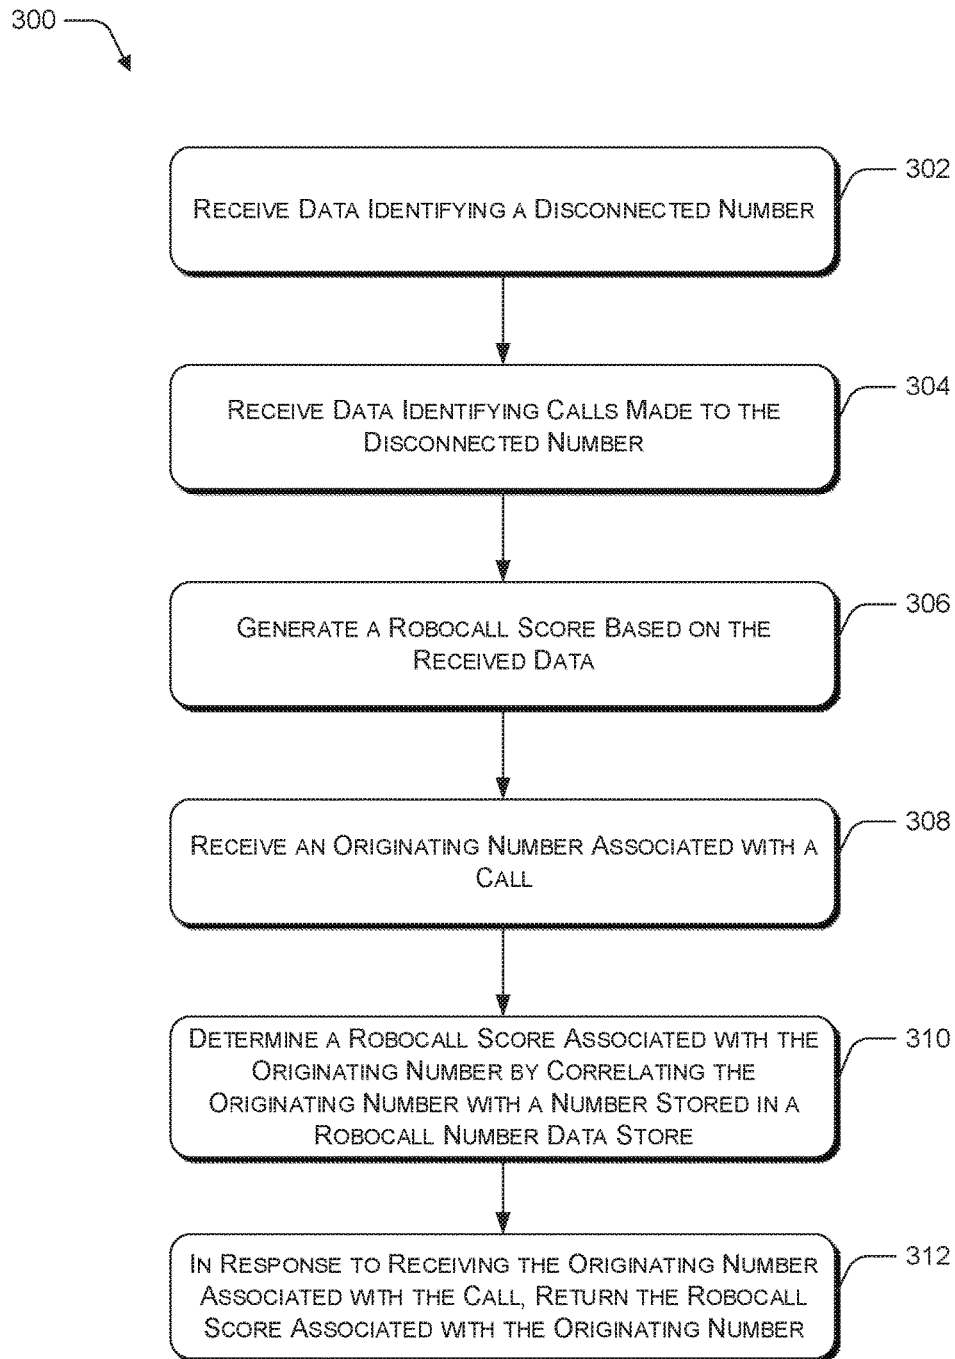 300
RECEIVE DATA IDENTIFYING A DISCONNECTED NUMBER
302
RECEIVE DATA IDENTIFYING CALLS MADE TO THE
DISCONNECTED NUMBER
304
GENERATE A ROBOCALL SCORE BASED ON THE
RECEIVED DATA
306
RECEIVE AN ORIGINATING NUMBER ASSOCIATED WITH A
CALL
308
DETERMINE A ROBOCALL SCORE ASSOCIATED WITH THE
ORIGINATING NUMBER BY CORRELATING THE
ORIGINATING NUMBER WITH A NUMBER STORED IN A
ROBOCALL NUMBER DATA STORE
310
IN RESPONSE TO RECEIVING THE ORIGINATING NUMBER
ASSOCIATED WITH THE CALL, RETURN THE ROBOCALL
SCORE ASSOCIATED WITH THE ORIGINATING NUMBER
312